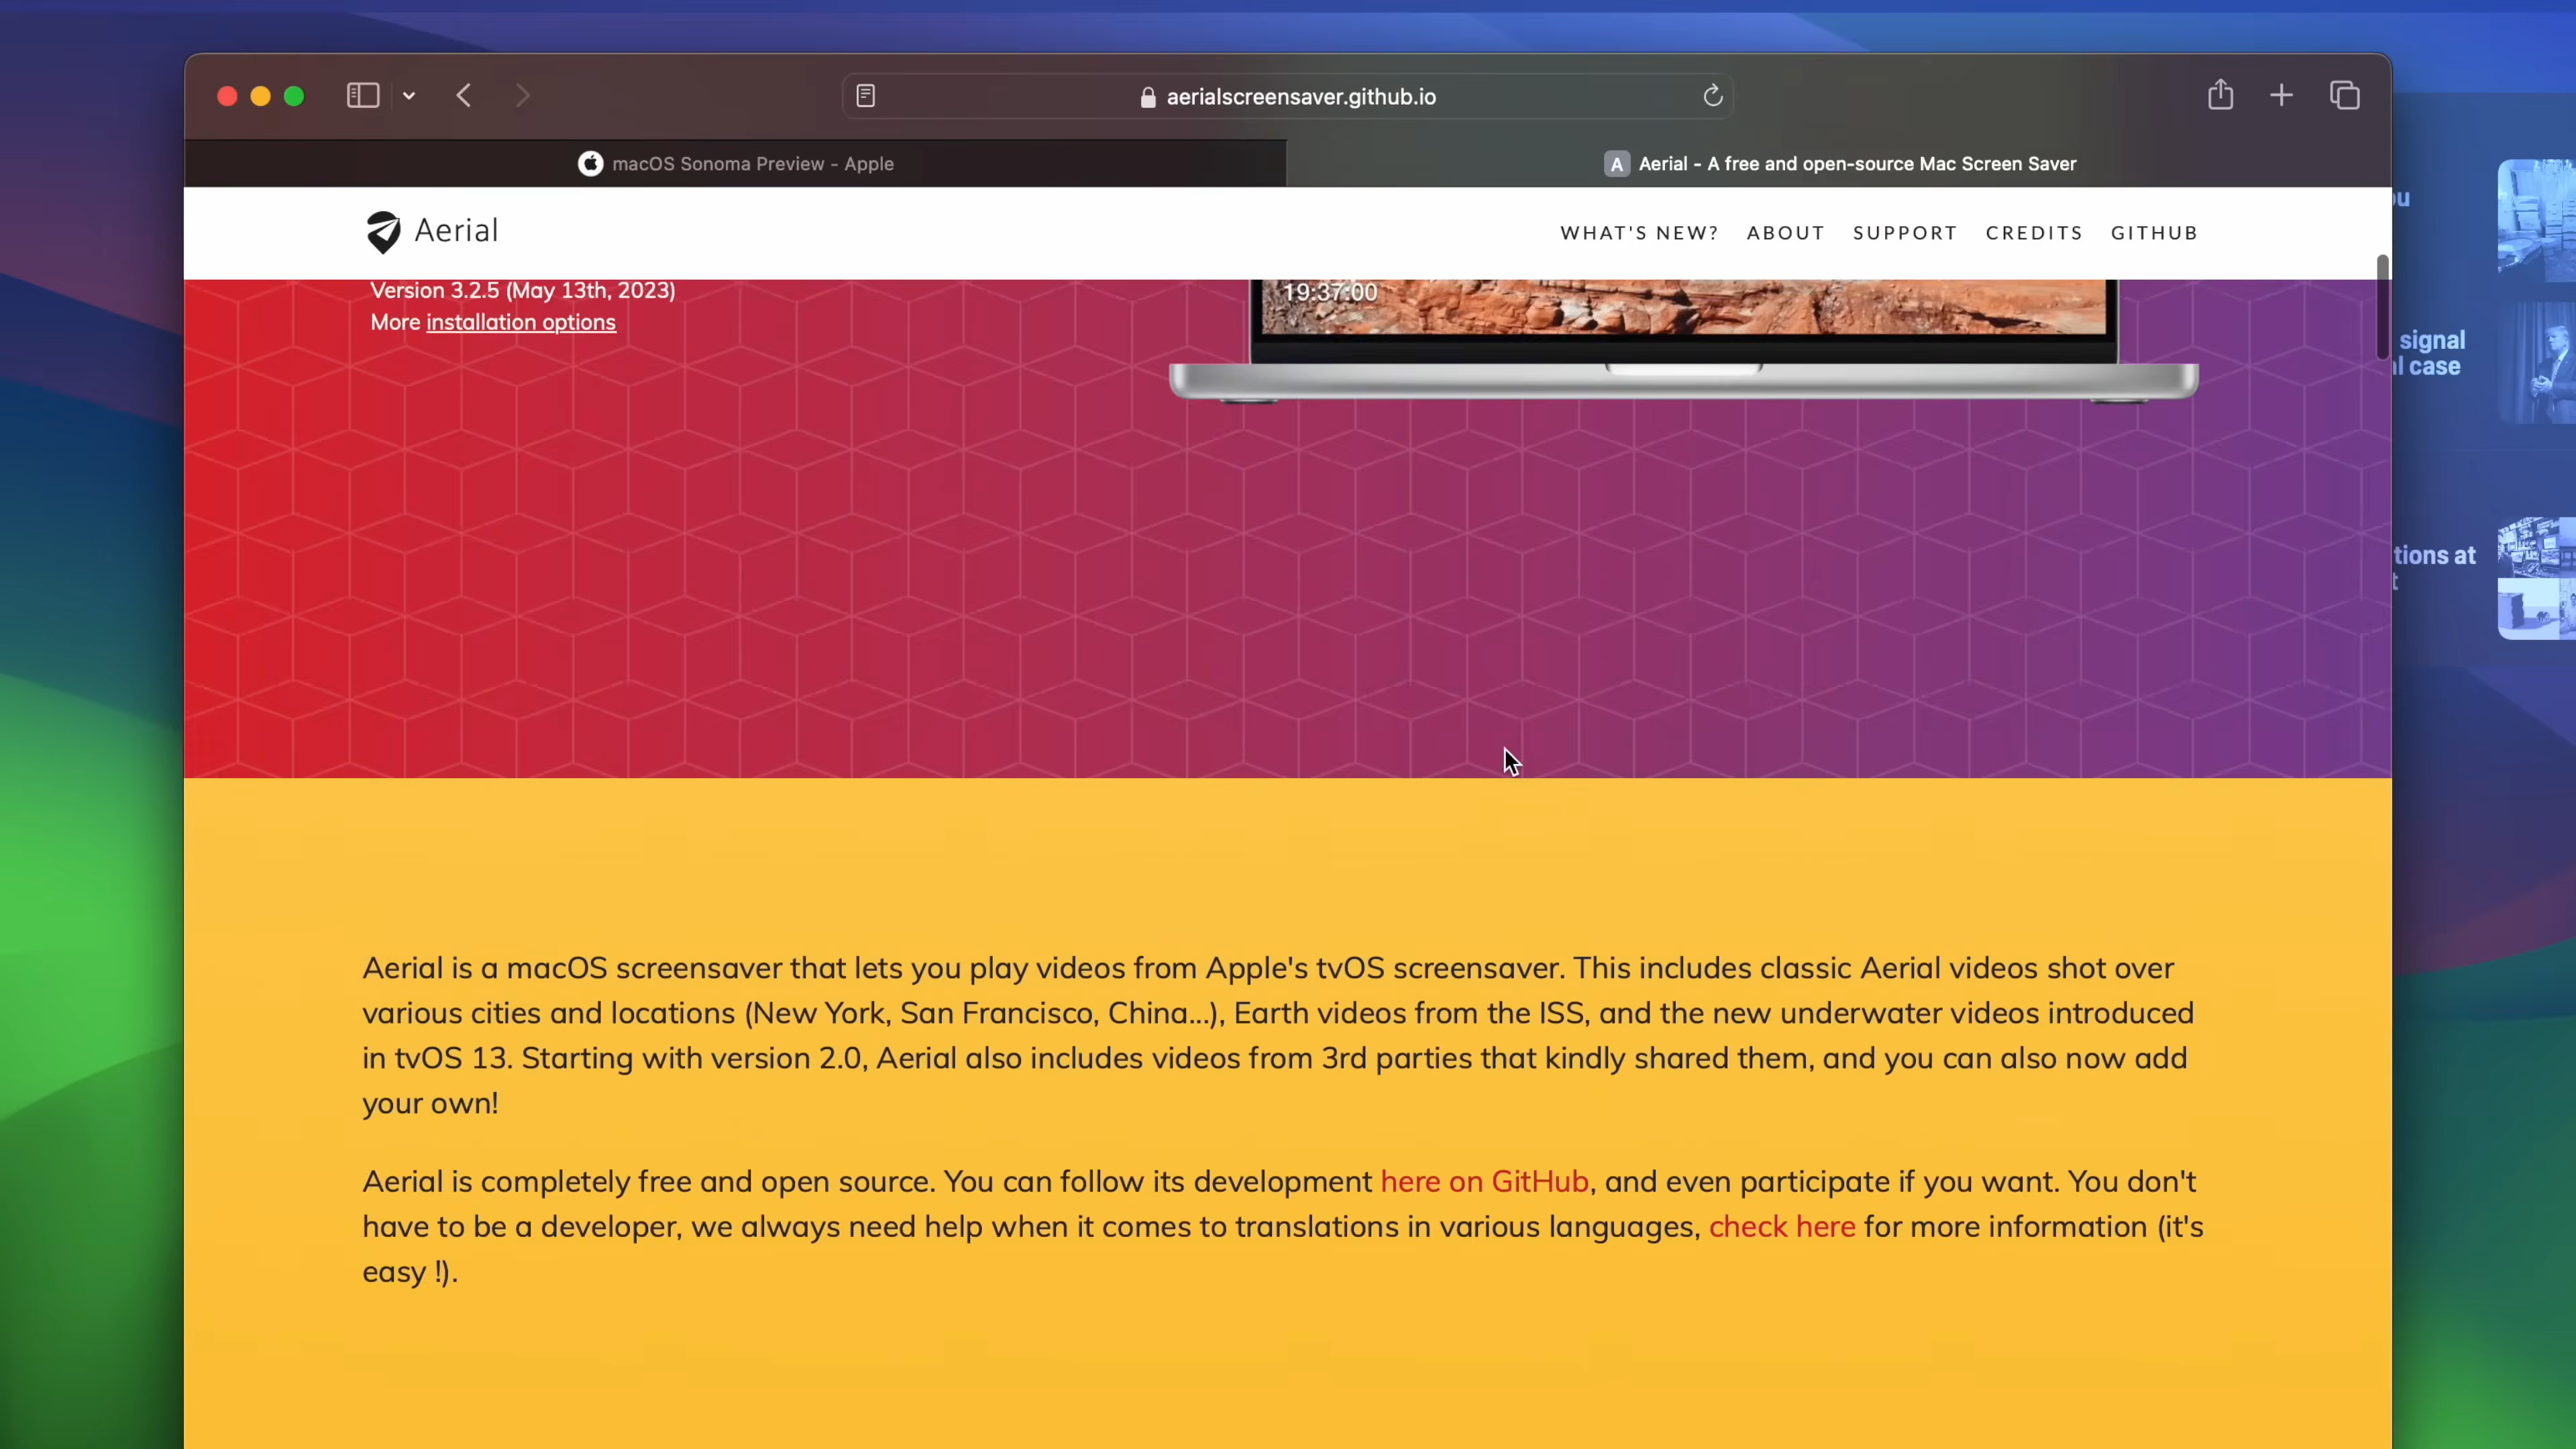 aerialscreensaver.github.io
macOS Sonoma Preview - Apple
A Aerial - A free and open-source Mac Screen Saver
Aerial
WHAT'S NEW? ABOUT SUPPORT CREDITS GITHUB
Version 3.2.5 (May 13th, 2023)
More installation options
19:37:00
signal
case
tions at
Aerial is a macOS screensaver that lets you play videos from Apple's tvOS screensaver. This includes classic Aerial videos shot over
various cities and locations (New York, San Francisco, China...), Earth videos from the ISS, and the new underwater videos introduced
in tvOS 13. Starting with version 2.0, Aerial also includes videos from 3rd parties that kindly shared them, and you can also now add
your own!
Aerial is completely free and open source. You can follow its development here on GitHub, and even participate if you want. You don't
have to be a developer, we always need help when it comes to translations in various languages, check here for more information (it's
easy !).